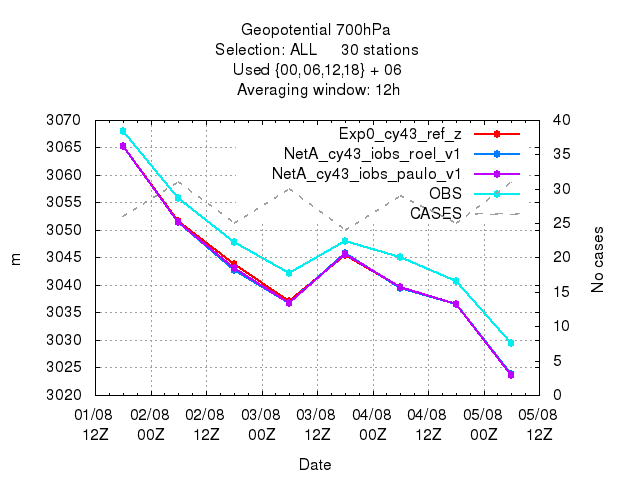 Geopotential 700hPa
Selection: ALL 30 stations
Used {00,06,12,18} + 06
Averaging window: 12h
3070
3065
3060
3055
3050
3045
3040
3035
3030
3025
3020
m
Exp0_cy43_ref_z
NetA_cy43_iobs_roel_v1
NetA_cy43_iobs_paulo_v1
OBS
CASES
40
35
30
25
20
15
10
5
0
No cases
01/08 02/08 02/08 03/08 03/08 04/08 04/08 05/08 05/08
12Z 00Z 12Z 00Z 12Z 00Z 12Z 00Z 12Z
Date